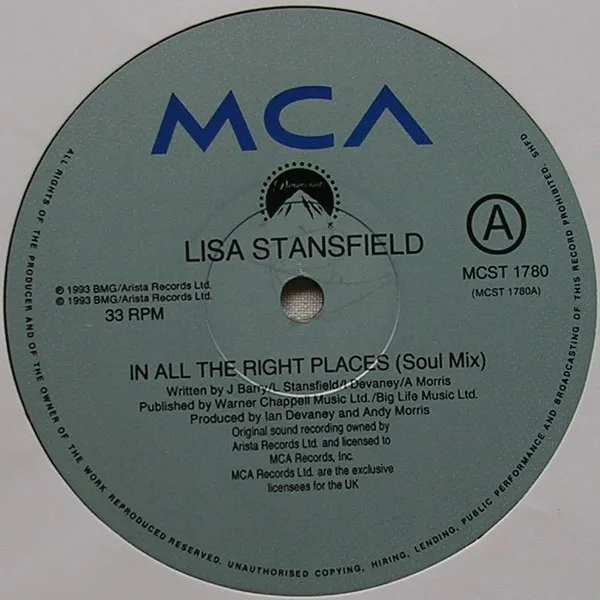 MCA
Paramount
LISA STANSFIELD
A
MCST 1780
(MCST 1780A)
℗ 1993 BMG/Arista Records Ltd.
© 1993 BMG/Arista Records Ltd.
33 RPM
IN ALL THE RIGHT PLACES (Soul Mix)
Written by J Barry/L Stansfield/I Devaney/A Morris
Published by Warner Chappell Music Ltd./Big Life Music Ltd.
Produced by Ian Devaney and Andy Morris
Original sound recording owned by
Arista Records Ltd. and licensed to
MCA Records, Inc.
MCA Records Ltd. are the exclusive
licensees for the UK
ALL RIGHTS OF THE PRODUCER AND OF THE OWNER OF THE WORK REPRODUCED RESERVED. UNAUTHORISED COPYING, HIRING, LENDING, PUBLIC PERFORMANCE AND BROADCASTING OF THIS RECORD PROHIBITED. SHFD